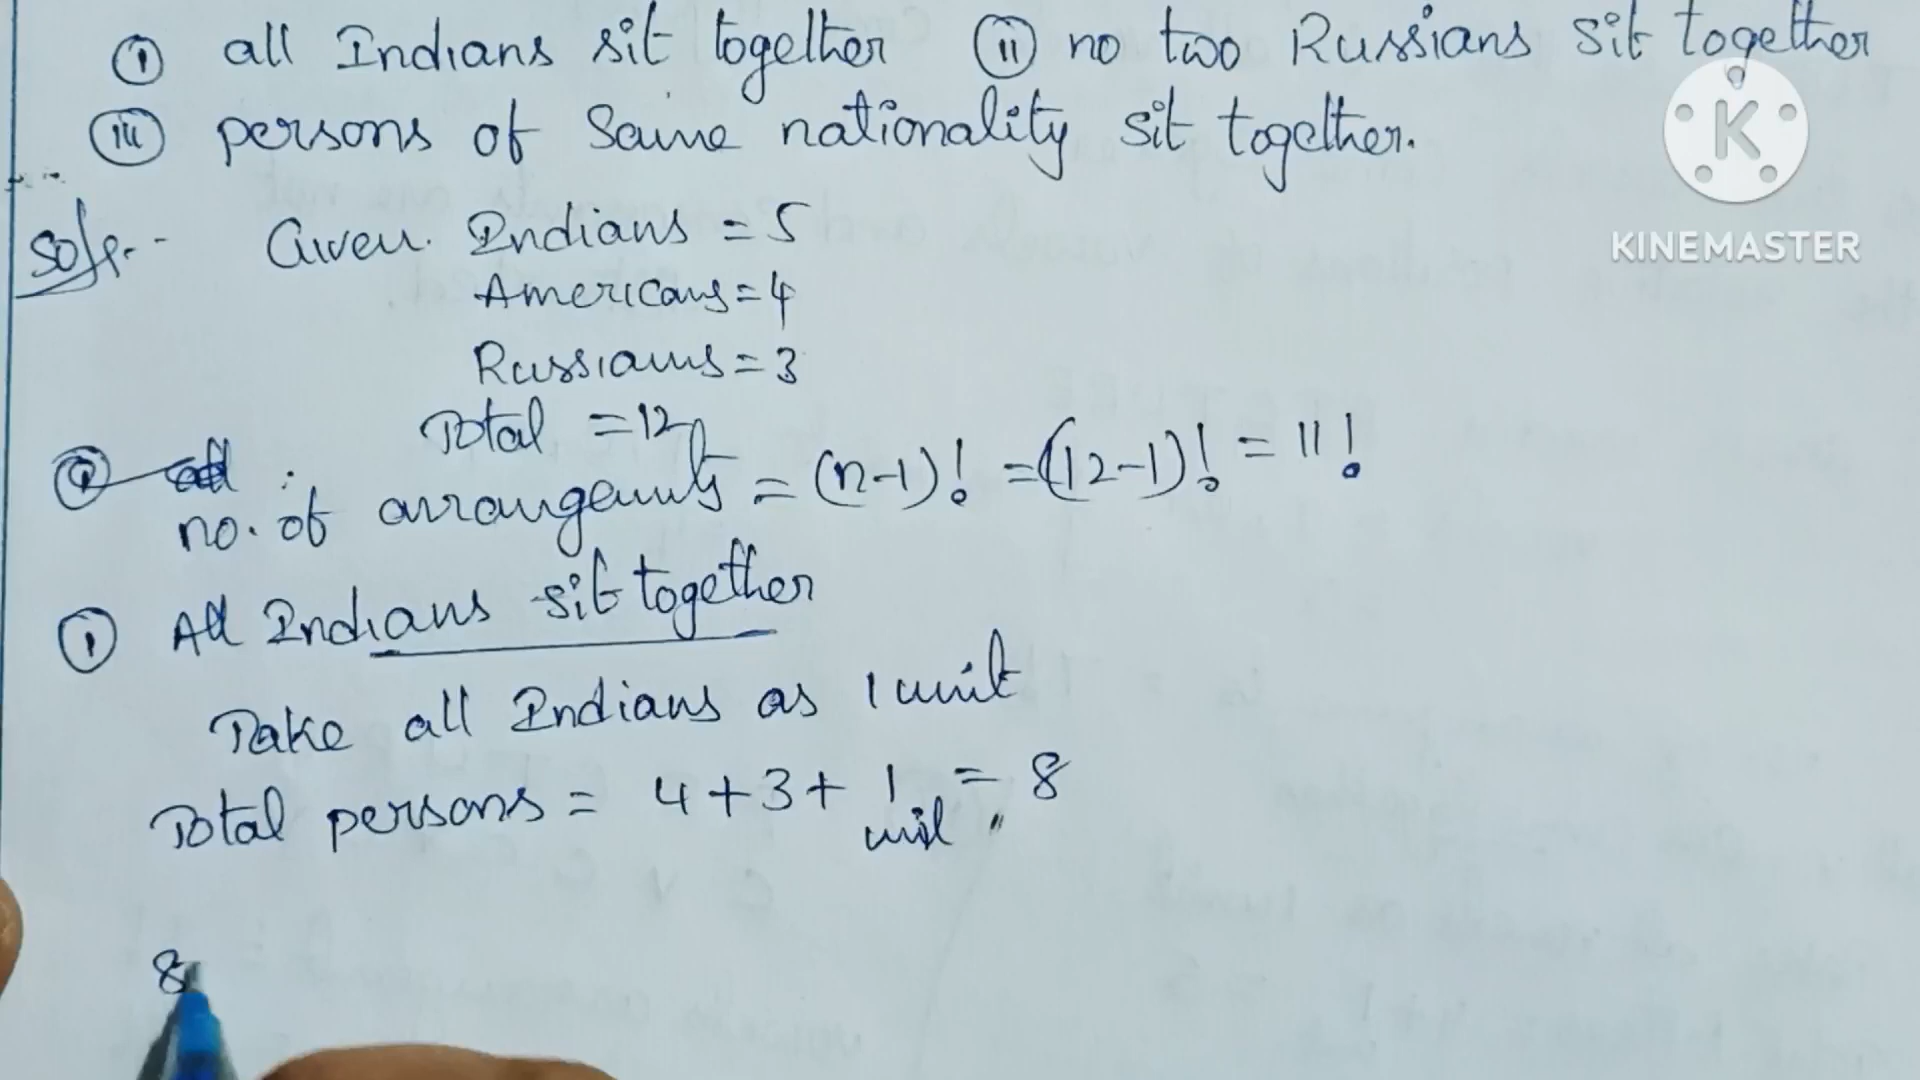 (i) all Indians sit together (ii) no two Russians sit together
(iii) persons of Same nationality sit together.
KINEMASTER
Soln:- Given. Indians = 5
Americans = 4
Russians = 3
Total = 12
no. of arrangements = (n-1)! = (12-1)! = 11!
(i) All Indians sit together
Take all Indians as 1 unit
Total persons = 4 + 3 + 1 = 8
unit
8